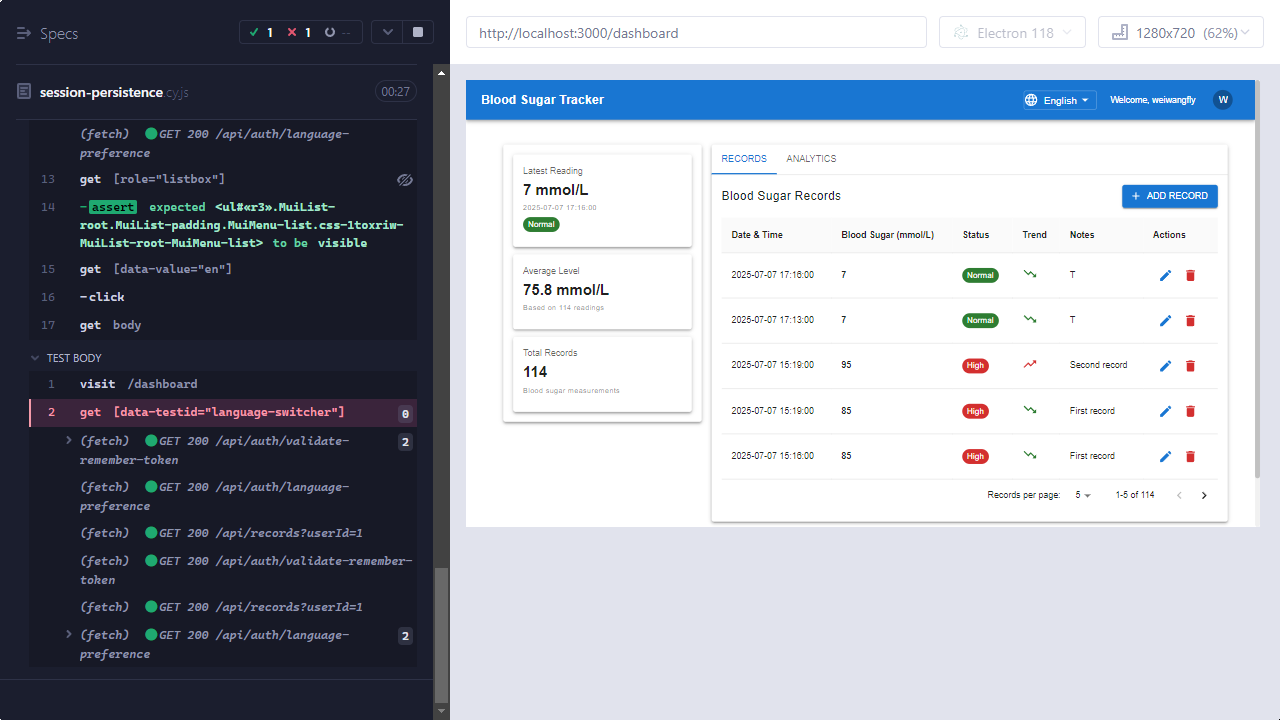 Specs
1
1
--
session-persistence.cy.js
00:27
(fetch) GET 200 /api/auth/language-
preference
13 get [role="listbox"]
14 -assert expected <ul#«r3».MuiList-
root.MuiList-padding.MuiMenu-list.css-1toxriw-
MuiList-root-MuiMenu-list> to be visible
15 get [data-value="en"]
16 -click
17 get body
TEST BODY
1 visit /dashboard
2 get [data-testid="language-switcher"] 0
(fetch) GET 200 /api/auth/validate-
remember-token
2
(fetch) GET 200 /api/auth/language-
preference
(fetch) GET 200 /api/records?userId=1
(fetch) GET 200 /api/auth/validate-remember-
token
(fetch) GET 200 /api/records?userId=1
(fetch) GET 200 /api/auth/language-
preference
2
http://localhost:3000/dashboard
Electron 118
1280x720 (62%)
Blood Sugar Tracker
English
Welcome, weiwangfly
W
Latest Reading
7 mmol/L
2025-07-07 17:16:00
Normal
Average Level
75.8 mmol/L
Based on 114 readings
Total Records
114
Blood sugar measurements
RECORDS ANALYTICS
Blood Sugar Records
+ ADD RECORD
Date & Time Blood Sugar (mmol/L) Status Trend Notes Actions
2025-07-07 17:16:00 7 Normal T
2025-07-07 17:13:00 7 Normal T
2025-07-07 15:19:00 95 High Second record
2025-07-07 15:19:00 85 High First record
2025-07-07 15:16:00 85 High First record
Records per page: 5 1-5 of 114